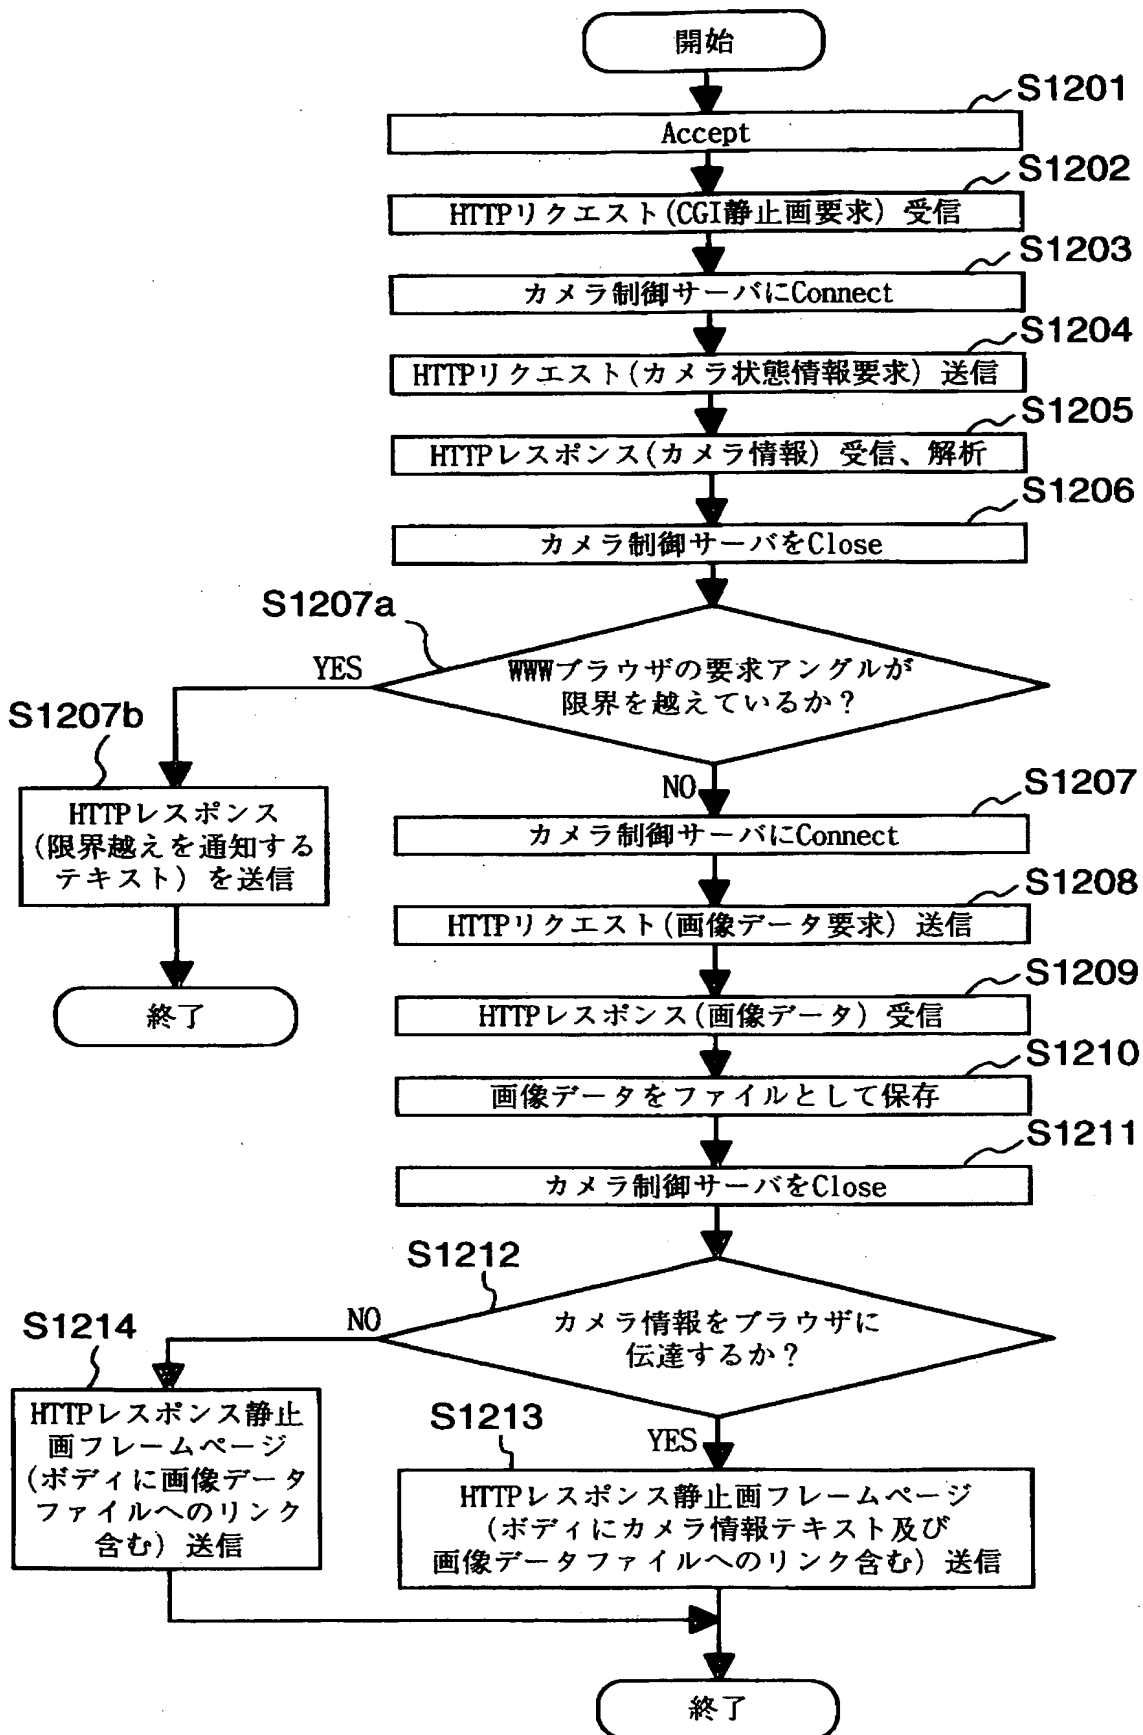 開始
S1201
Accept
S1202
HTTPリクエスト(CGI静止画要求) 受信
S1203
カメラ制御サーバにConnect
S1204
HTTPリクエスト(カメラ状態情報要求) 送信
S1205
HTTPレスポンス(カメラ情報) 受信、解析
S1206
カメラ制御サーバをClose
S1207a
YES
WWWブラウザの要求アングルが
限界を越えているか?
S1207b
HTTPレスポンス
(限界越えを通知する
テキスト) を送信
終了
NO
S1207
カメラ制御サーバにConnect
S1208
HTTPリクエスト(画像データ要求) 送信
S1209
HTTPレスポンス(画像データ) 受信
S1210
画像データをファイルとして保存
S1211
カメラ制御サーバをClose
S1212
NO
カメラ情報をブラウザに
伝達するか?
S1214
HTTPレスポンス静止
画フレームページ
(ボディに画像データ
ファイルへのリンク
含む) 送信
S1213
YES
HTTPレスポンス静止画フレームページ
(ボディにカメラ情報テキスト及び
画像データファイルへのリンク含む) 送信
終了